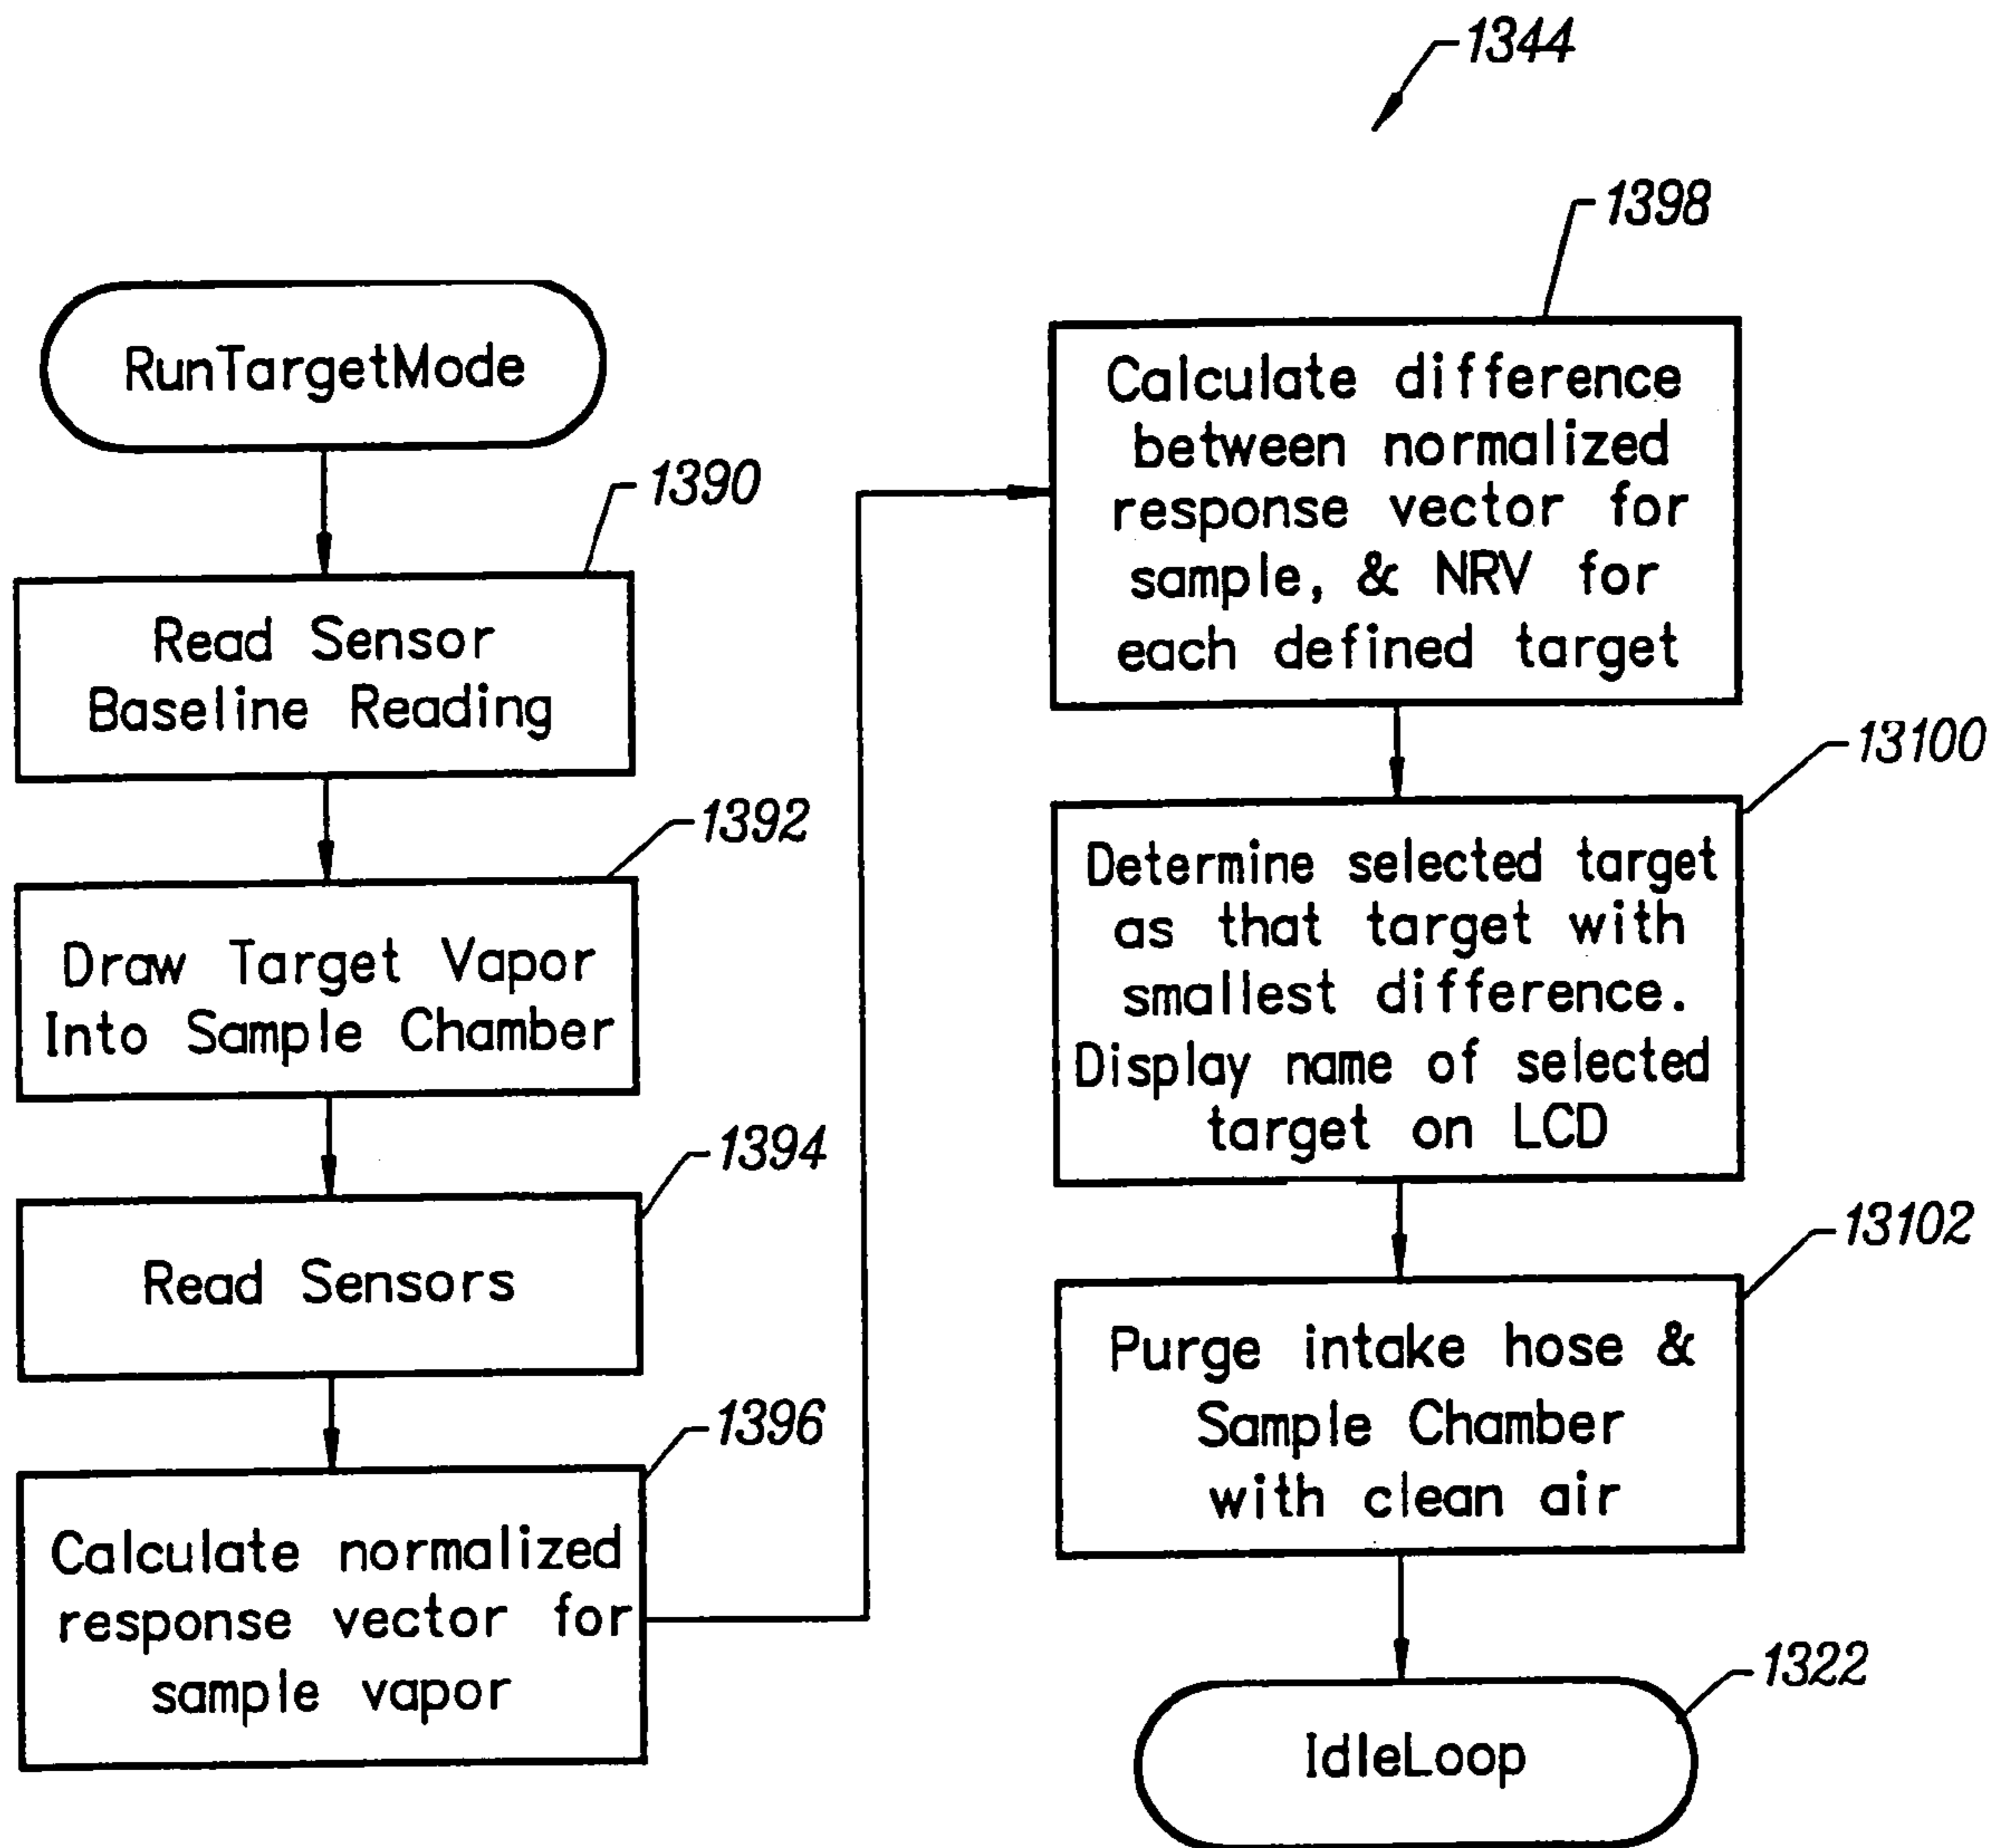 1344
RunTargetMode
1390
Read Sensor
Baseline Reading
1392
Draw Target Vapor
Into Sample Chamber
1394
Read Sensors
1396
Calculate normalized
response vector for
sample vapor
1398
Calculate difference
between normalized
response vector for
sample, & NRV for
each defined target
13100
Determine selected target
as that target with
smallest difference.
Display name of selected
target on LCD
13102
Purge intake hose &
Sample Chamber
with clean air
1322
IdleLoop